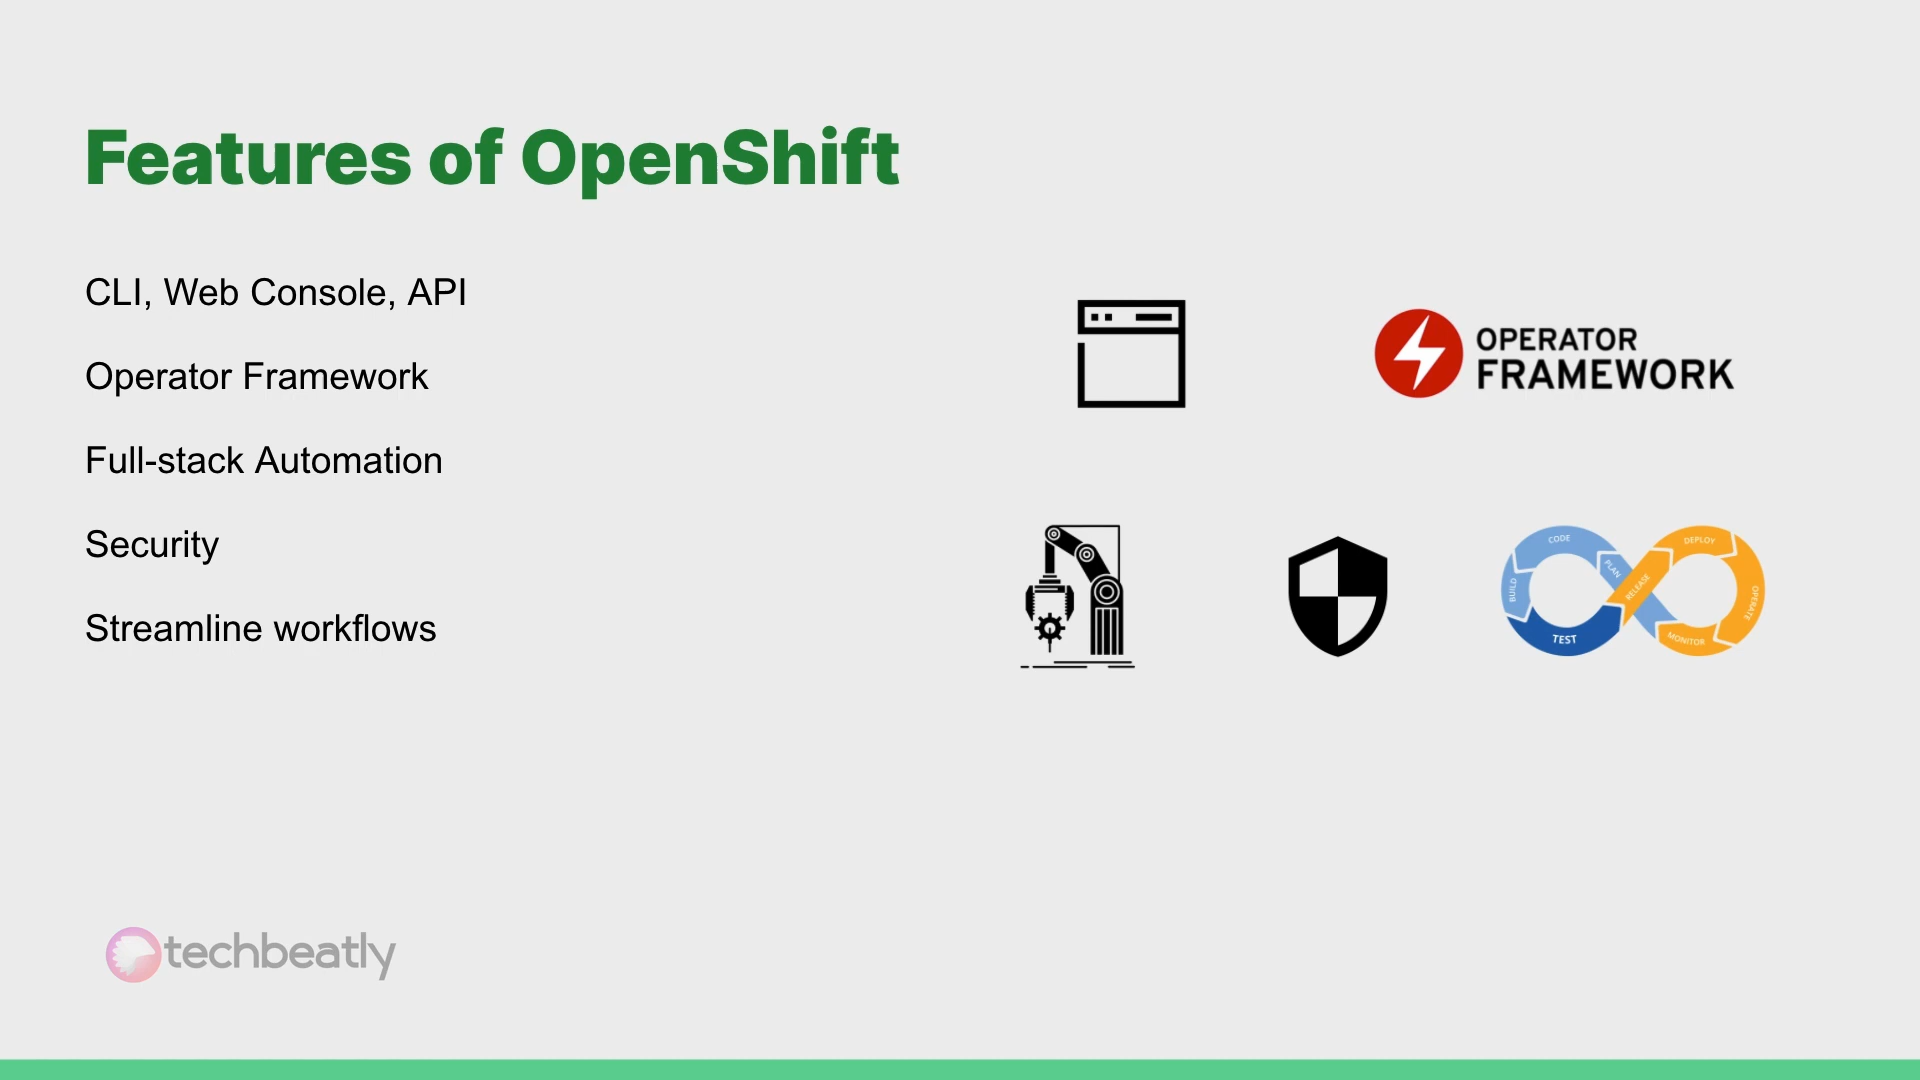 Features of OpenShift
CLI, Web Console, API
Operator Framework
Full-stack Automation
Security
Streamline workflows
OPERATOR
FRAMEWORK
CODE
PLAN
BUILD
TEST
RELEASE
DEPLOY
OPERATE
MONITOR
techbeatly